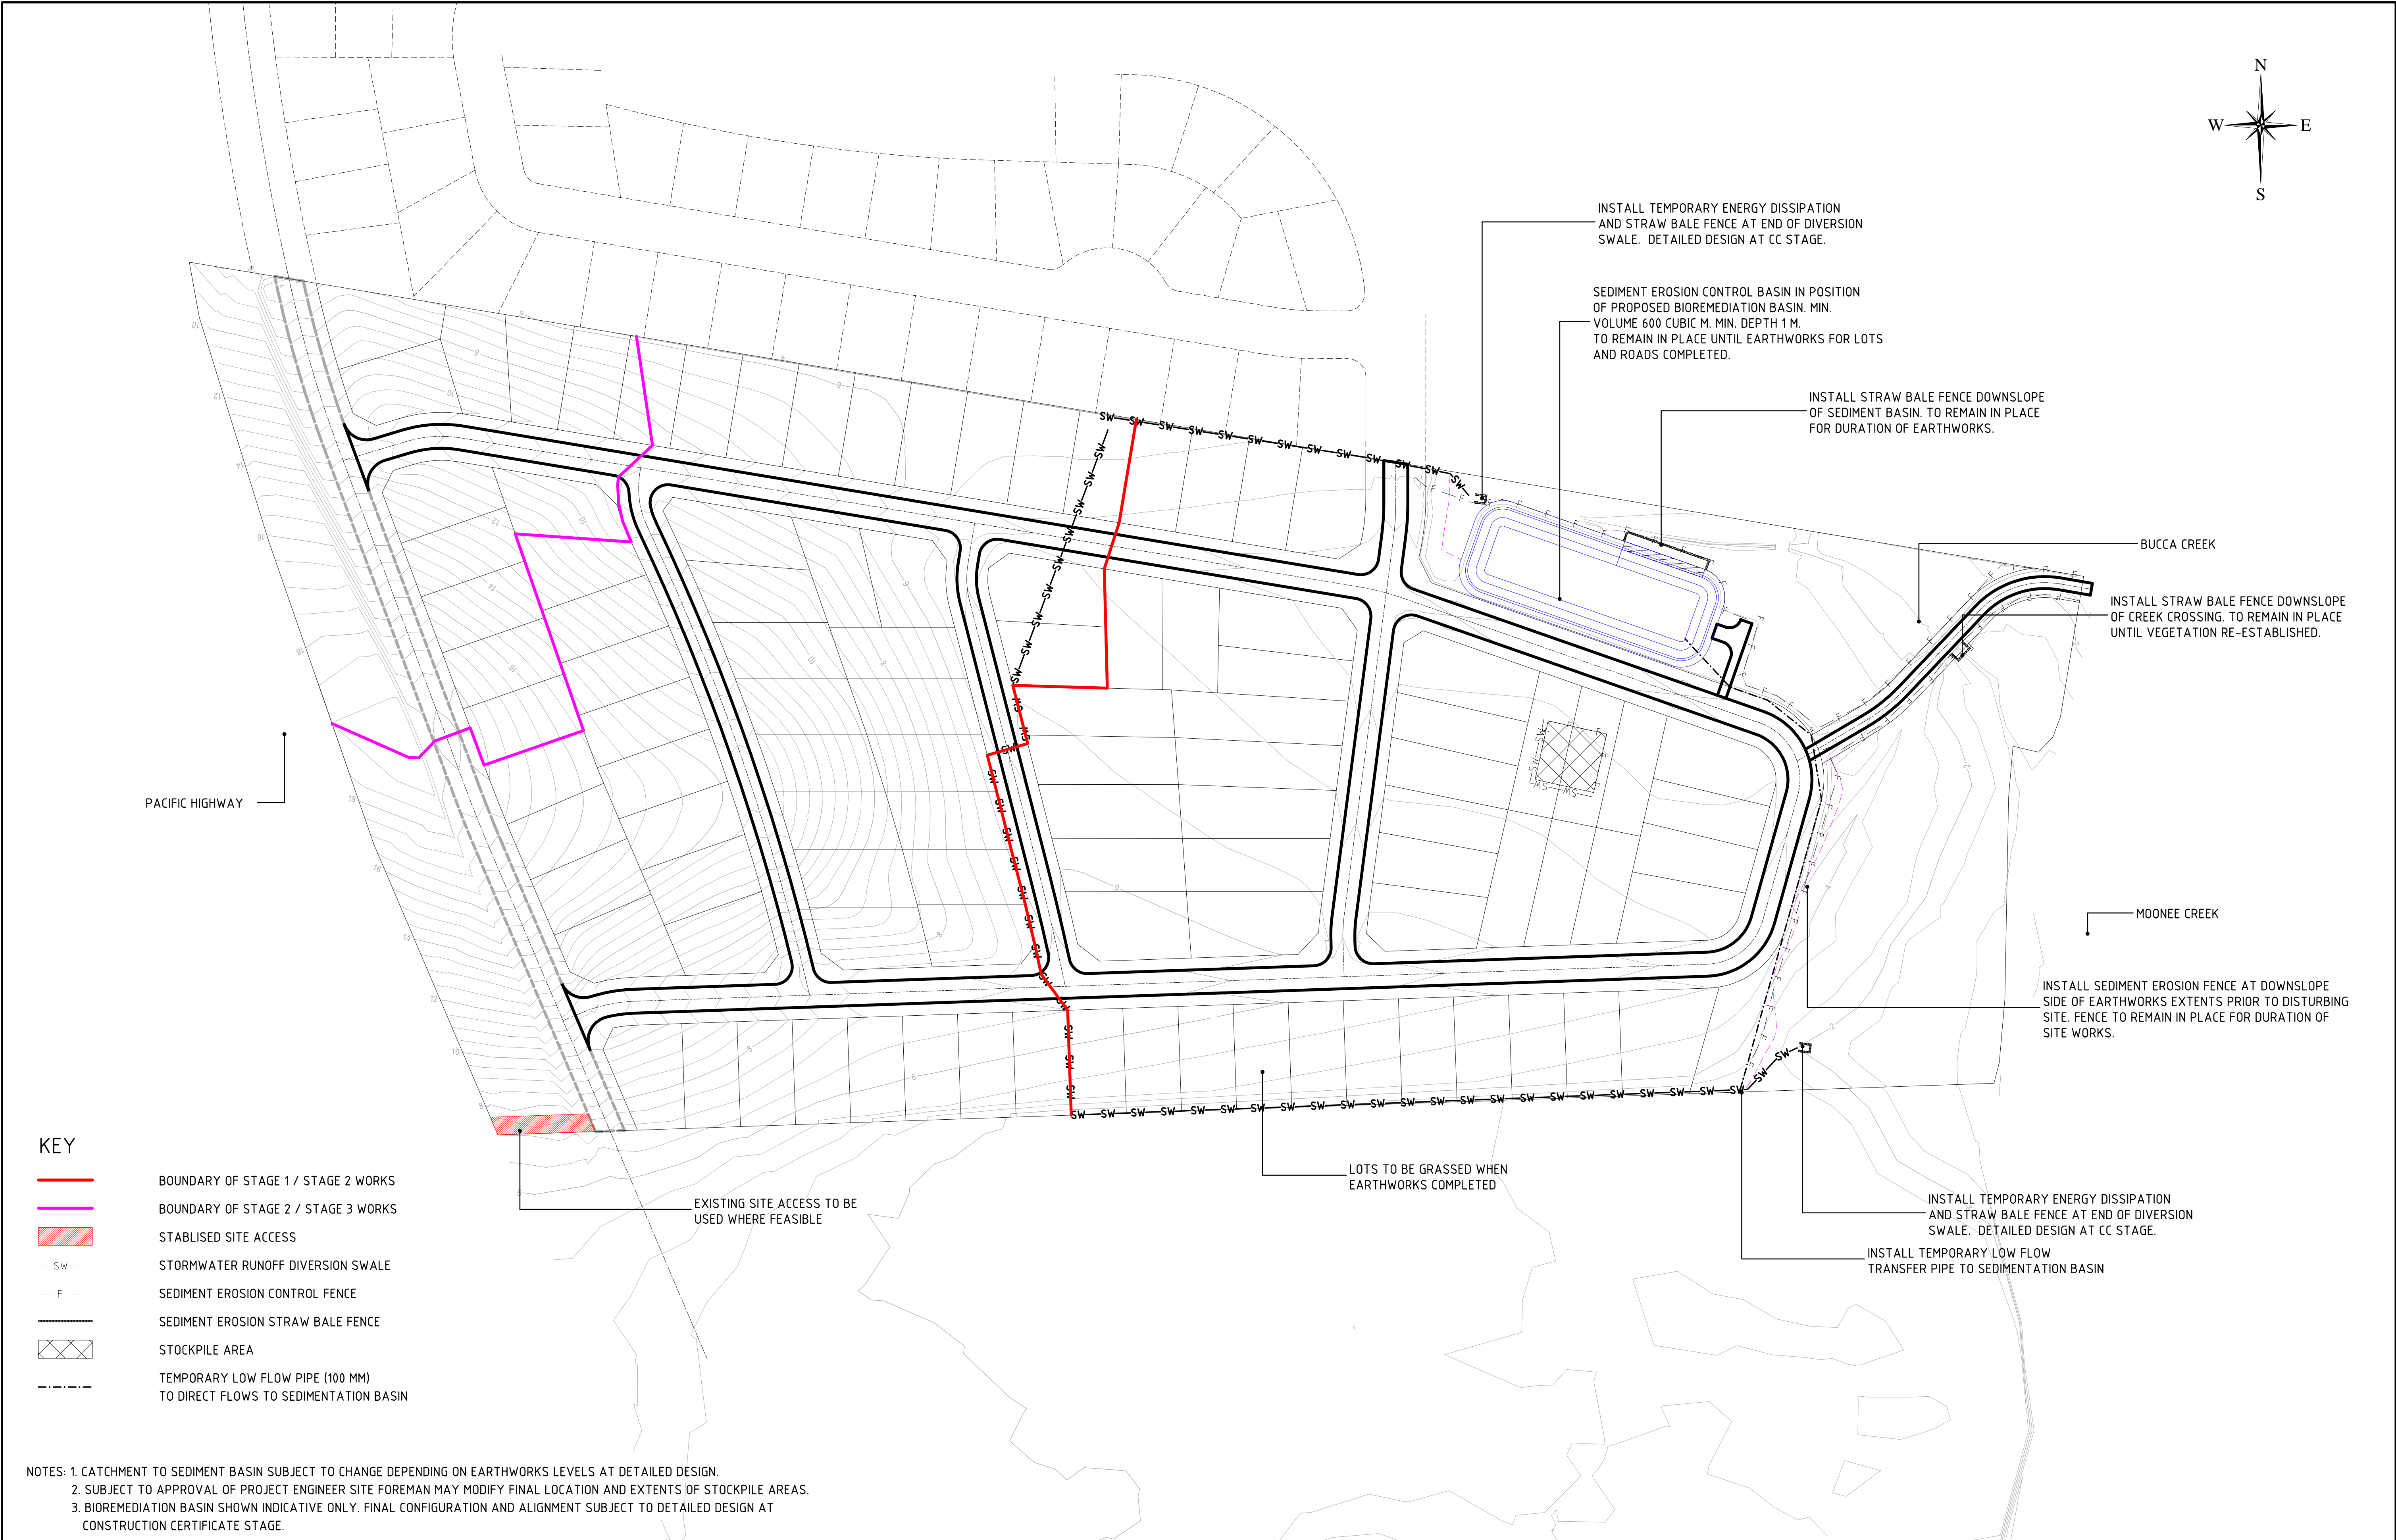 N
W E
S
INSTALL TEMPORARY ENERGY DISSIPATION
AND STRAW BALE FENCE AT END OF DIVERSION
SWALE. DETAILED DESIGN AT CC STAGE.
SEDIMENT EROSION CONTROL BASIN IN POSITION
OF PROPOSED BIOREMEDIATION BASIN. MIN.
VOLUME 600 CUBIC M. MIN. DEPTH 1 M.
TO REMAIN IN PLACE UNTIL EARTHWORKS FOR LOTS
AND ROADS COMPLETED.
INSTALL STRAW BALE FENCE DOWNSLOPE
OF SEDIMENT BASIN. TO REMAIN IN PLACE
FOR DURATION OF EARTHWORKS.
BUCCA CREEK
INSTALL STRAW BALE FENCE DOWNSLOPE
OF CREEK CROSSING. TO REMAIN IN PLACE
UNTIL VEGETATION RE-ESTABLISHED.
PACIFIC HIGHWAY
MOONEE CREEK
INSTALL SEDIMENT EROSION FENCE AT DOWNSLOPE
SIDE OF EARTHWORKS EXTENTS PRIOR TO DISTURBING
SITE. FENCE TO REMAIN IN PLACE FOR DURATION OF
SITE WORKS.
LOTS TO BE GRASSED WHEN
EARTHWORKS COMPLETED
EXISTING SITE ACCESS TO BE
USED WHERE FEASIBLE
INSTALL TEMPORARY ENERGY DISSIPATION
AND STRAW BALE FENCE AT END OF DIVERSION
SWALE. DETAILED DESIGN AT CC STAGE.
INSTALL TEMPORARY LOW FLOW
TRANSFER PIPE TO SEDIMENTATION BASIN
KEY
BOUNDARY OF STAGE 1 / STAGE 2 WORKS
BOUNDARY OF STAGE 2 / STAGE 3 WORKS
STABLISED SITE ACCESS
SW STORMWATER RUNOFF DIVERSION SWALE
F SEDIMENT EROSION CONTROL FENCE
SEDIMENT EROSION STRAW BALE FENCE
STOCKPILE AREA
TEMPORARY LOW FLOW PIPE (100 MM)
TO DIRECT FLOWS TO SEDIMENTATION BASIN
NOTES: 1. CATCHMENT TO SEDIMENT BASIN SUBJECT TO CHANGE DEPENDING ON EARTHWORKS LEVELS AT DETAILED DESIGN.
2. SUBJECT TO APPROVAL OF PROJECT ENGINEER SITE FOREMAN MAY MODIFY FINAL LOCATION AND EXTENTS OF STOCKPILE AREAS.
3. BIOREMEDIATION BASIN SHOWN INDICATIVE ONLY. FINAL CONFIGURATION AND ALIGNMENT SUBJECT TO DETAILED DESIGN AT
CONSTRUCTION CERTIFICATE STAGE.